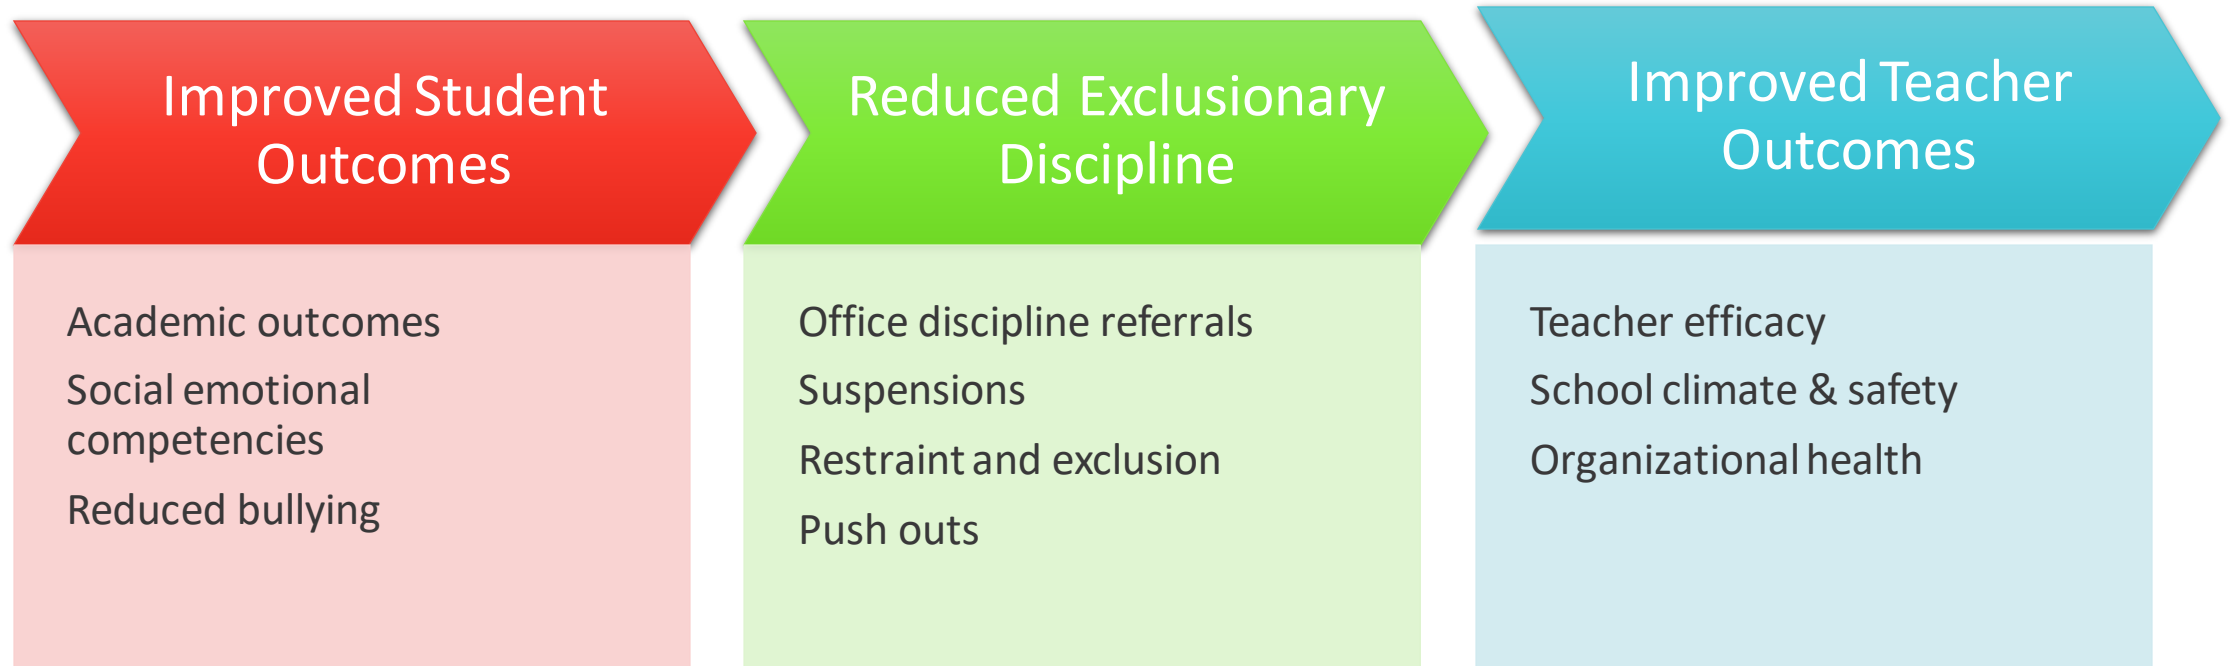 Improved Student
Outcomes
Academic outcomes
Social emotional
competencies
Reduced bullying
Reduced Exclusionary
Discipline
Office discipline referrals
Suspensions
Restraint and exclusion
Push outs
Improved Teacher
Outcomes
Teacher efficacy
School climate & safety
Organizational health